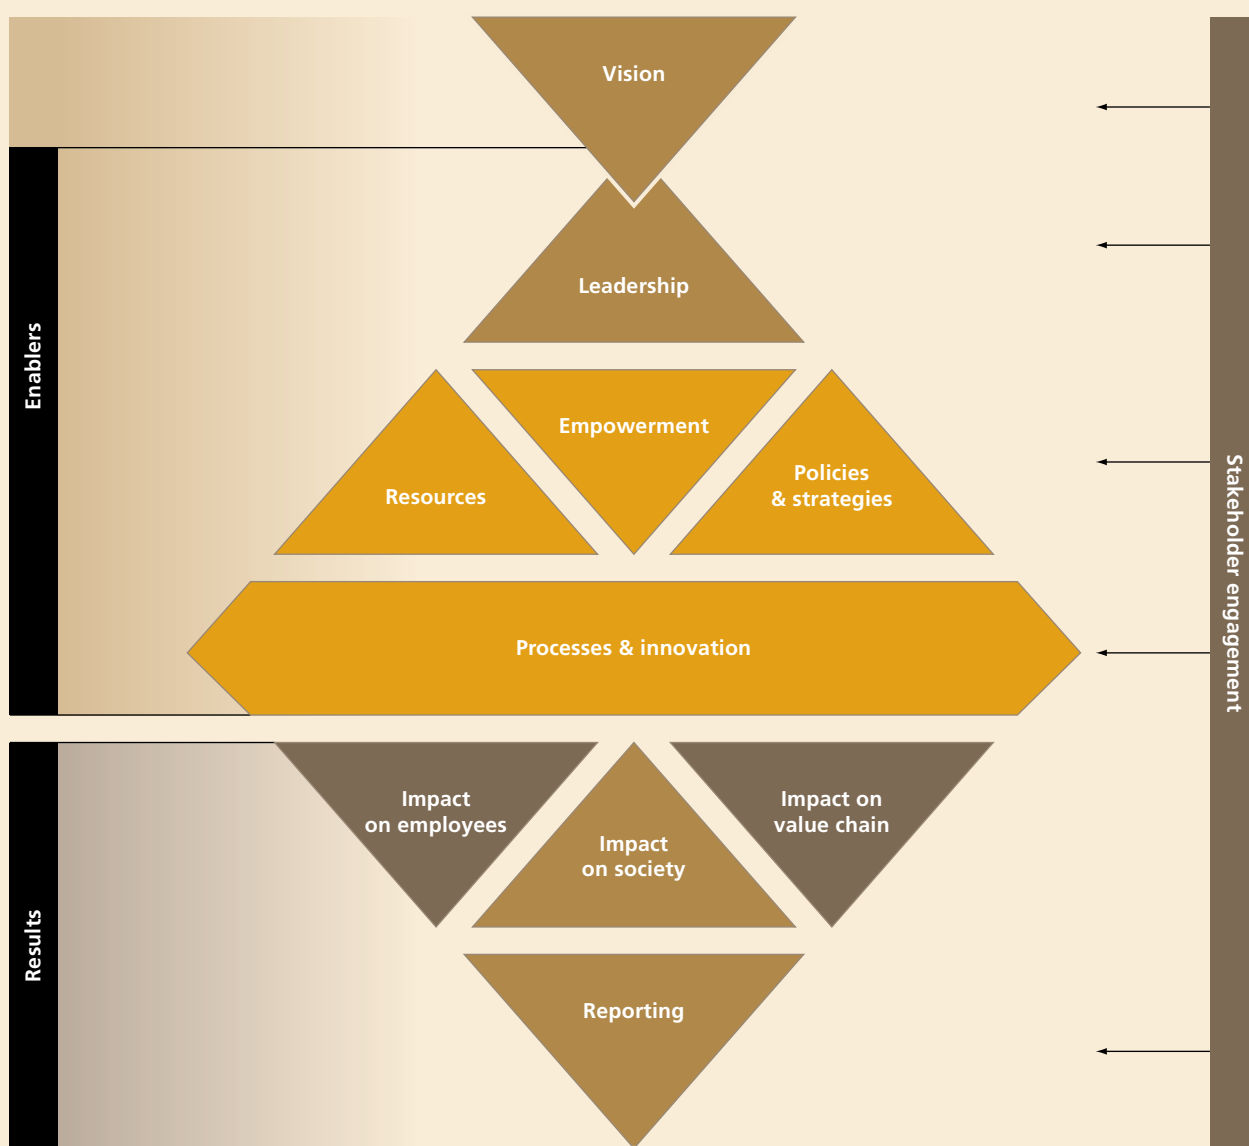 Vision
Leadership
Enablers
Empowerment
Resources
Policies
& strategies
Processes & innovation
Stakeholder engagement
Impact
on employees
Impact
on society
Impact on
value chain
Results
Reporting